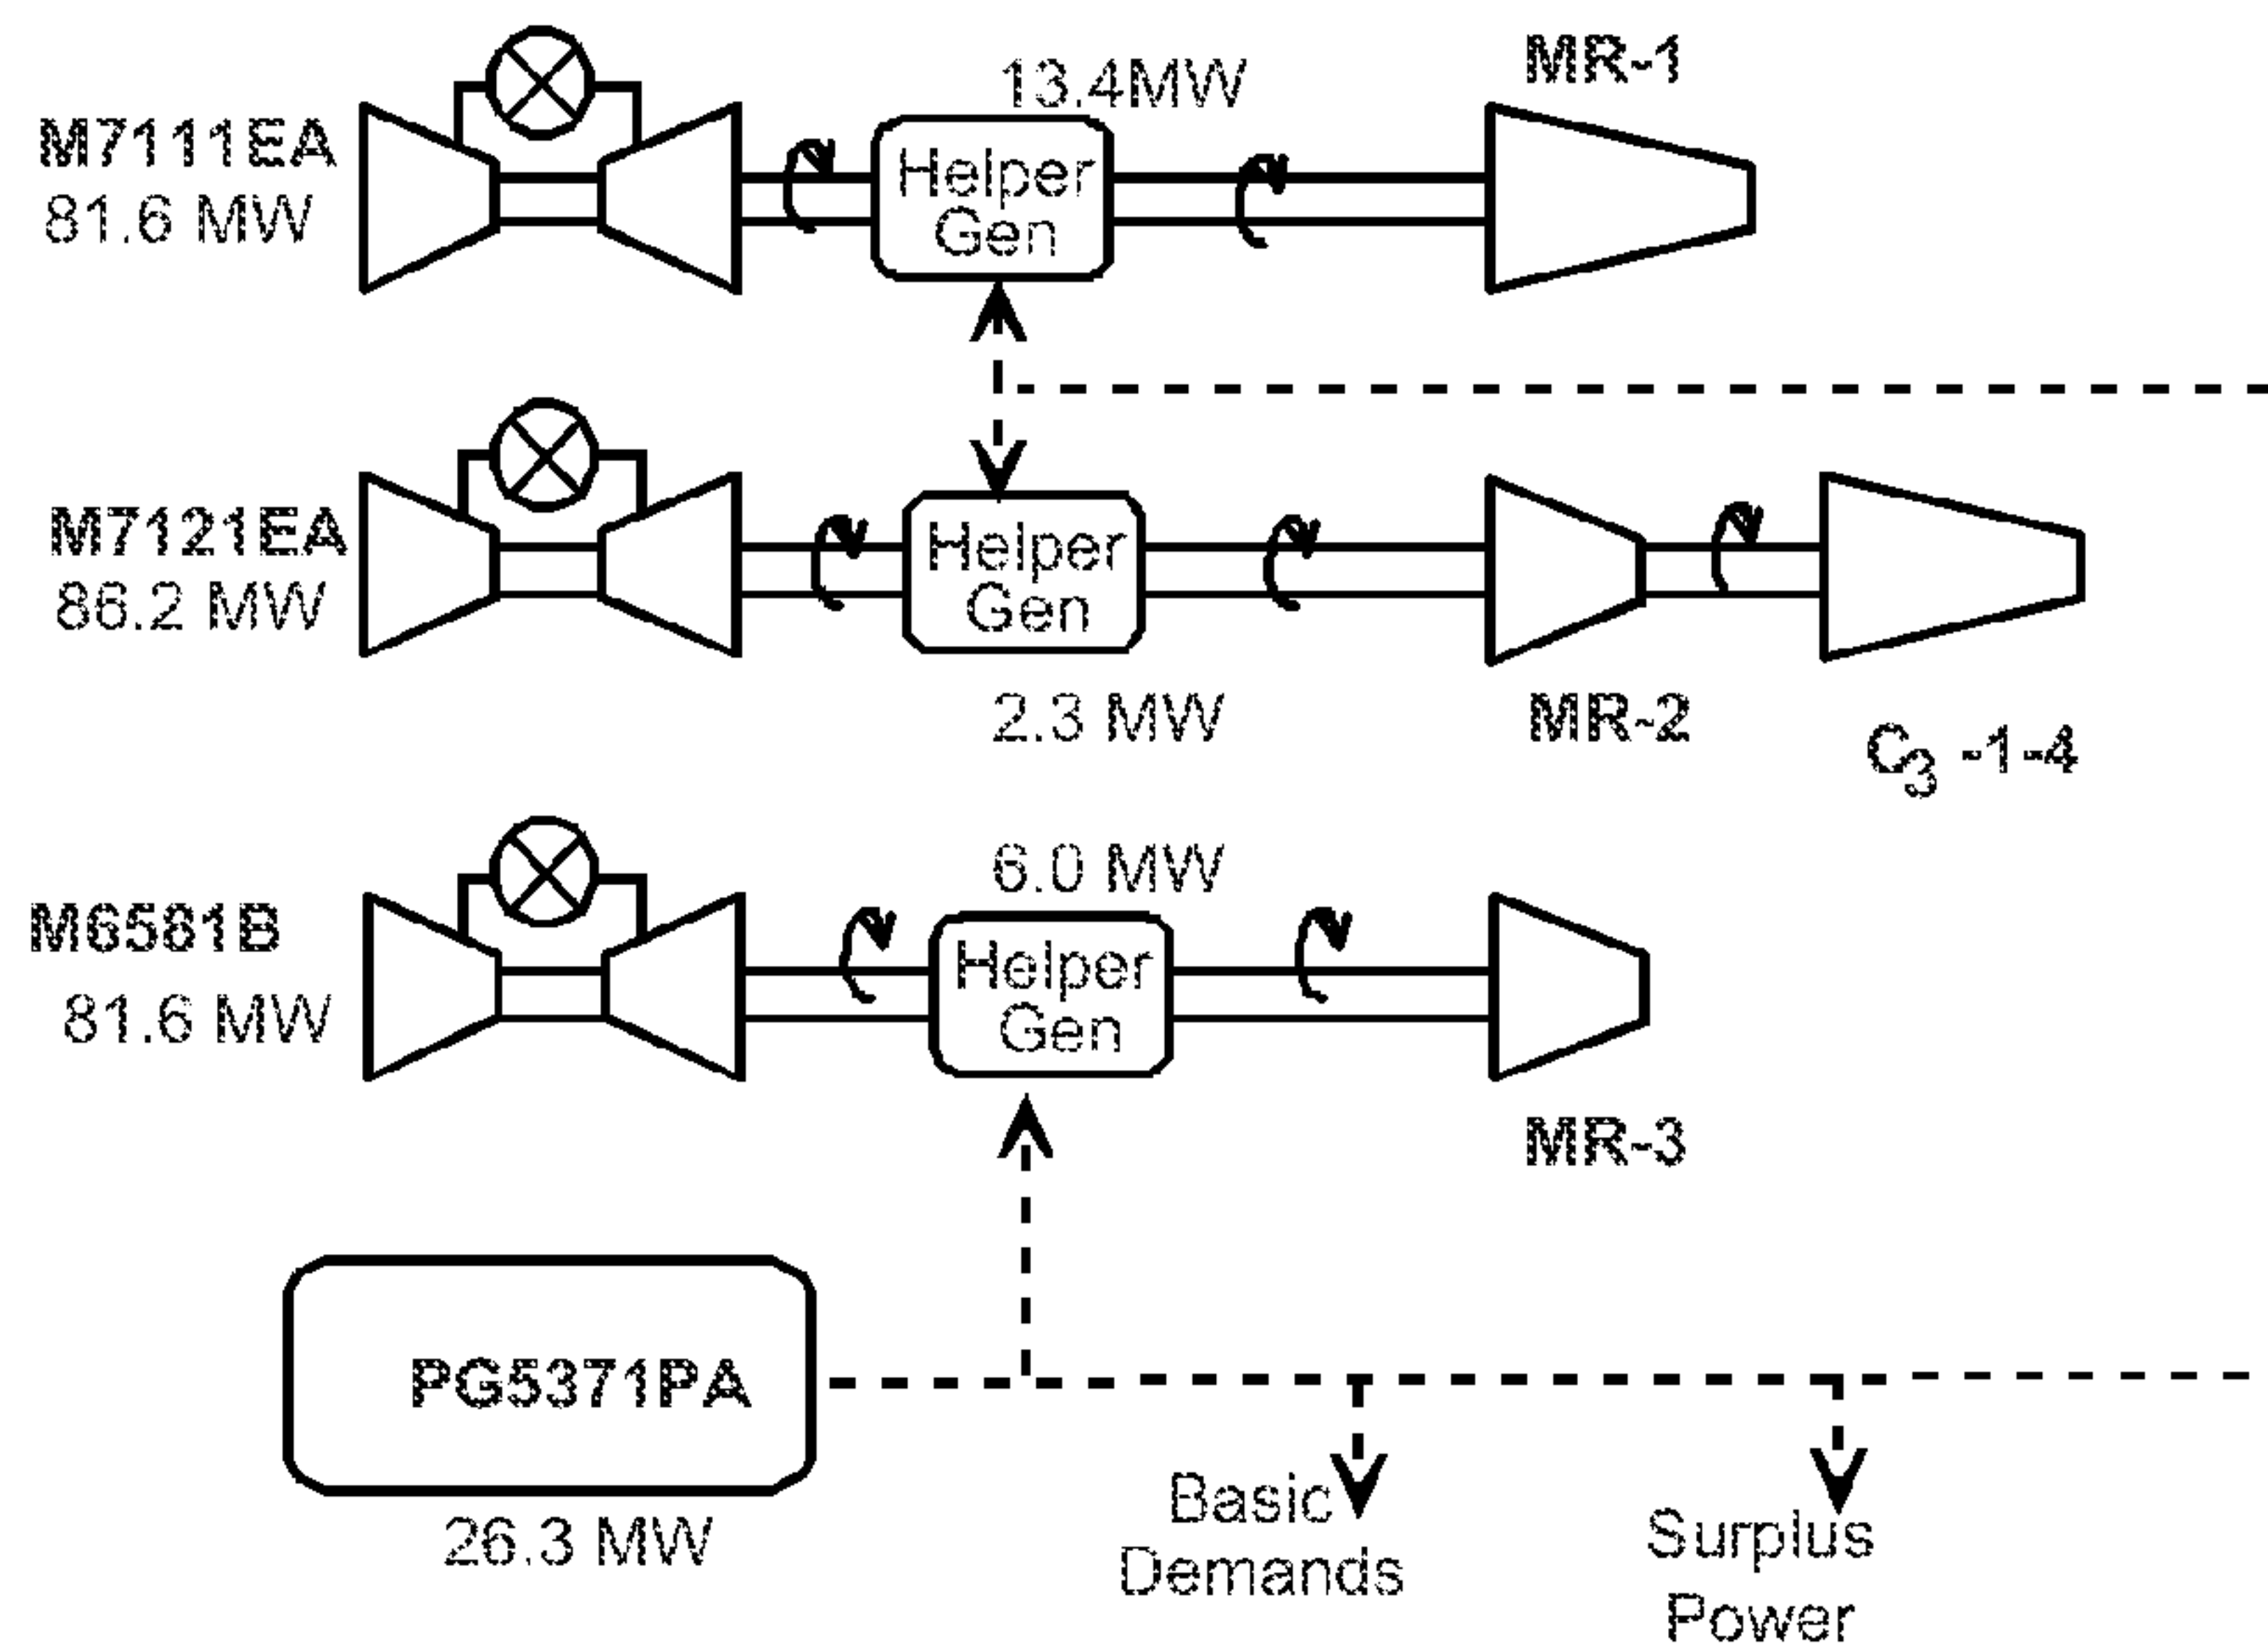 MR-1
13.4MW
M7111EA
81.6 MW
Helper
Gen
M7121EA
86.2 MW
Helper
Gen
2.3 MW
MR-2
C3 -1-4
6.0 MW
M6581B
81.6 MW
Helper
Gen
MR-3
PG5371PA
26.3 MW
Basic
Demands
Surplus
Power